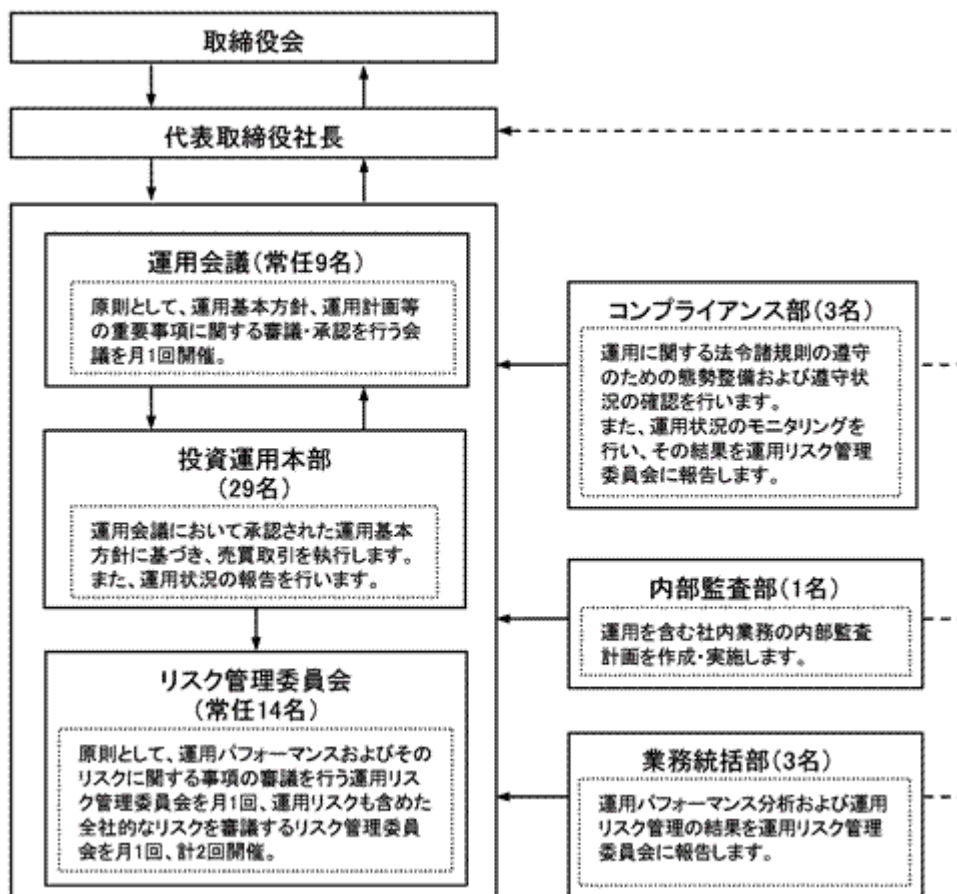 取締役会
代表取締役社長
運用会議(常任9名)
原則として、運用基本方針、運用計画等
の重要事項に関する審議・承認を行う会
議を月1回開催。
投資運用本部
(29名)
運用会議において承認された運用基本
方針に基づき、売買取引を執行します。
また、運用状況の報告を行います。
リスク管理委員会
(常任14名)
原則として、運用パフォーマンスおよびその
リスクに関する事項の審議を行う運用リス
ク管理委員会を月1回、運用リスクも含めた
全社的なリスクを審議するリスク管理委員
会を月1回、計2回開催。
コンプライアンス部(3名)
運用に関する法令諸規則の遵守
のための態勢整備および遵守状
況の確認を行います。
また、運用状況のモニタリングを
行い、その結果を運用リスク管理
委員会に報告します。
内部監査部(1名)
運用を含む社内業務の内部監査
計画を作成・実施します。
業務統括部(3名)
運用パフォーマンス分析および運用
リスク管理の結果を運用リスク管理
委員会に報告します。